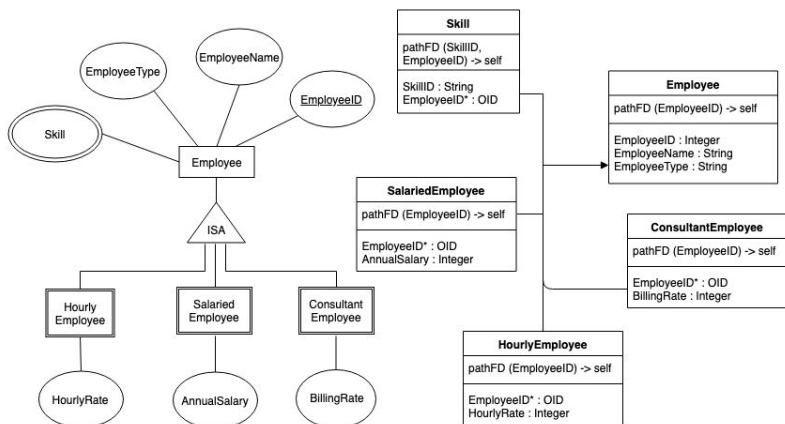 EmployeeName
EmployeeType
EmployeeID
Skill
Employee
ISA
Hourly
Employee
Salaried
Employee
Consultant
Employee
HourlyRate
AnnualSalary
BillingRate
Skill
pathFD (SkillID,
EmployeeID) -> self
SkillID : String
EmployeeID* : OID
Employee
pathFD (EmployeeID) -> self
EmployeeID : Integer
EmployeeName : String
EmployeeType : String
SalariedEmployee
pathFD (EmployeeID) -> self
EmployeeID* : OID
AnnualSalary : Integer
ConsultantEmployee
pathFD (EmployeeID) -> self
EmployeeID* : OID
BillingRate : Integer
HourlyEmployee
pathFD (EmployeeID) -> self
EmployeeID* : OID
HourlyRate : Integer